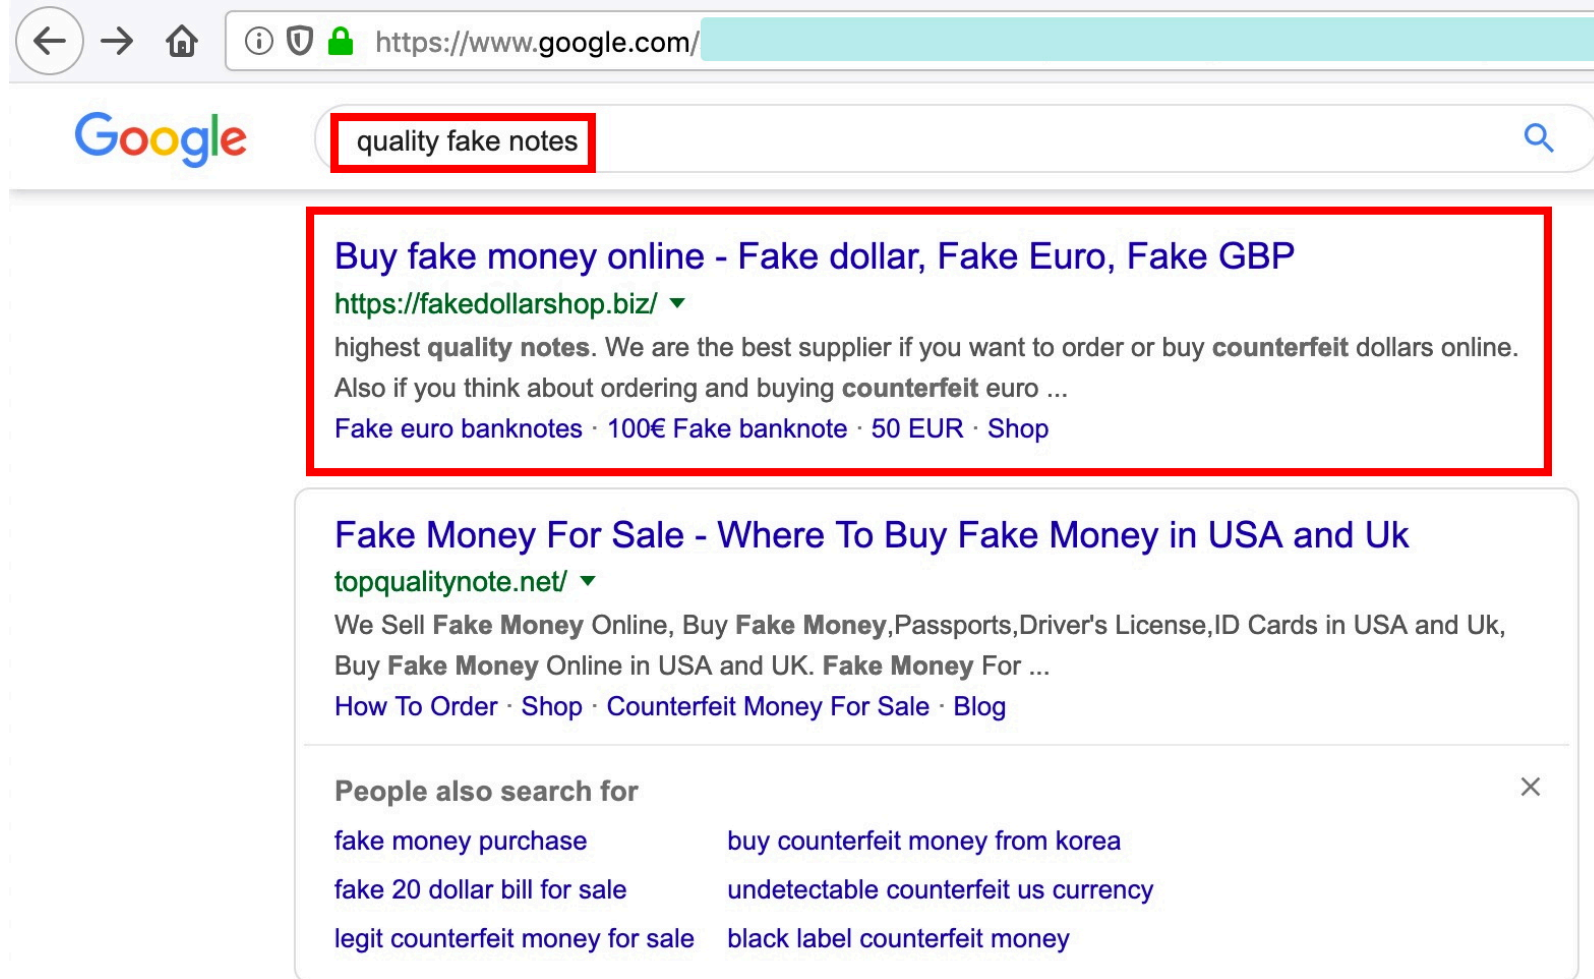 https://www.google.com/
Google
quality fake notes
Buy fake money online - Fake dollar, Fake Euro, Fake GBP
https://fakedollarshop.biz/
highest quality notes. We are the best supplier if you want to order or buy counterfeit dollars online.
Also if you think about ordering and buying counterfeit euro ...
Fake euro banknotes · 100€ Fake banknote · 50 EUR · Shop
Fake Money For Sale - Where To Buy Fake Money in USA and Uk
topqualitynote.net/
We Sell Fake Money Online, Buy Fake Money,Passports,Driver's License,ID Cards in USA and Uk,
Buy Fake Money Online in USA and UK. Fake Money For ...
How To Order · Shop · Counterfeit Money For Sale · Blog
People also search for
fake money purchase
buy counterfeit money from korea
fake 20 dollar bill for sale
undetectable counterfeit us currency
legit counterfeit money for sale
black label counterfeit money